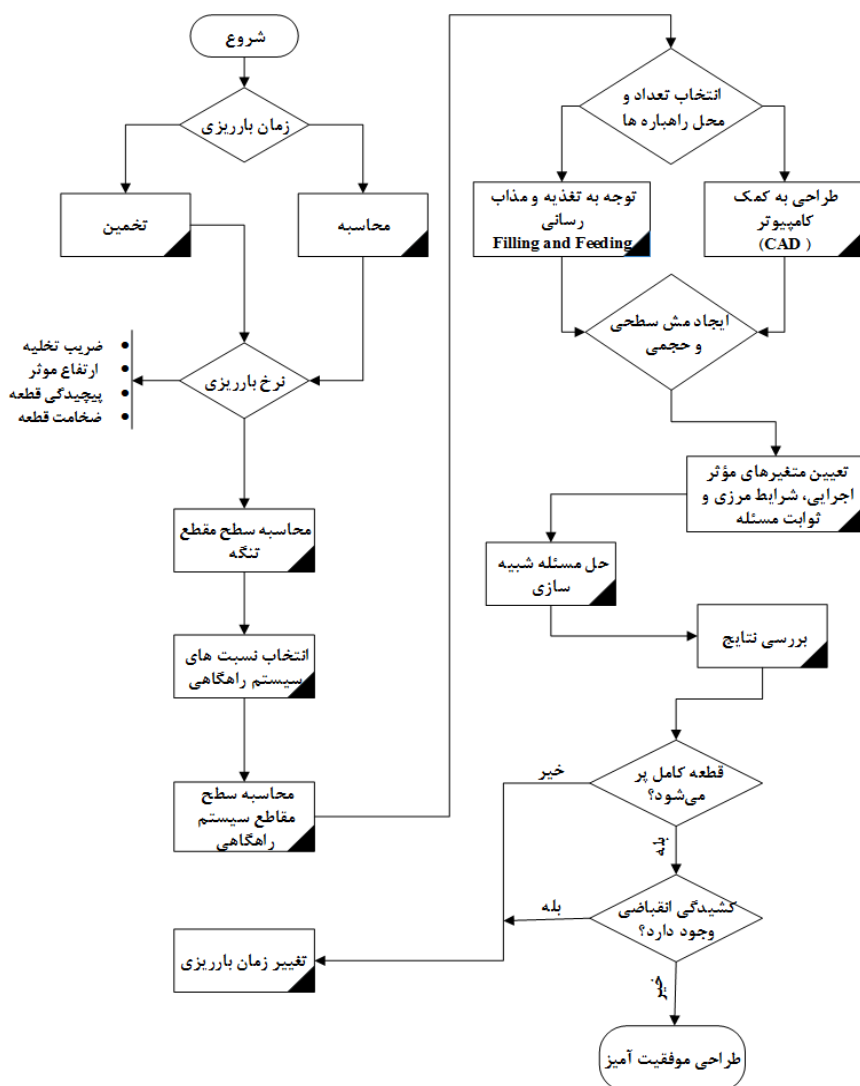 شروع
زمان بارریزی
تخمین
محاسبه
نرخ بارریزی
ضریب تخلیه
ارتفاع موثر
پیچیدگی قطعه
ضخامت قطعه
محاسبه سطح مقطع
تنگه
انتخاب نسبت های
سیستم راهگاهی
محاسبه سطح
مقاطع سیستم
راهگاهی
انتخاب تعداد و
محل راهباره ها
توجه به تغذیه و مذاب
رسانی
Filling and Feeding
طراحی به کمک
کامپیوتر
(CAD )
ایجاد مش سطحی
و حجمی
تعیین متغیرهای مؤثر
اجرایی، شرایط مرزی و
ثوابت مسئله
حل مسئله شبیه
سازی
بررسی نتایج
قطعه کامل پر
می‌شود؟
خیر
بله
کشیدگی انقباضی
وجود دارد؟
بله
خیر
تغییر زمان بارریزی
طراحی موفقیت آمیز